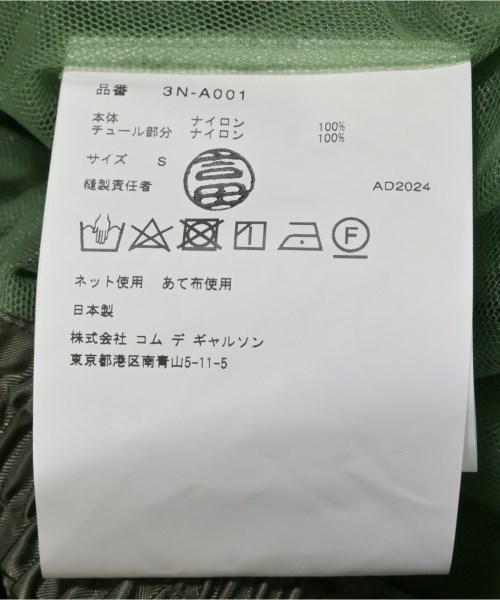 品番 3N-A001
本体 ナイロン 100%
チュール部分 ナイロン 100%
サイズ S
縫製責任者 富田 AD2024
F
ネット使用 あて布使用
日本製
株式会社 コム デ ギャルソン
東京都港区南青山5-11-5